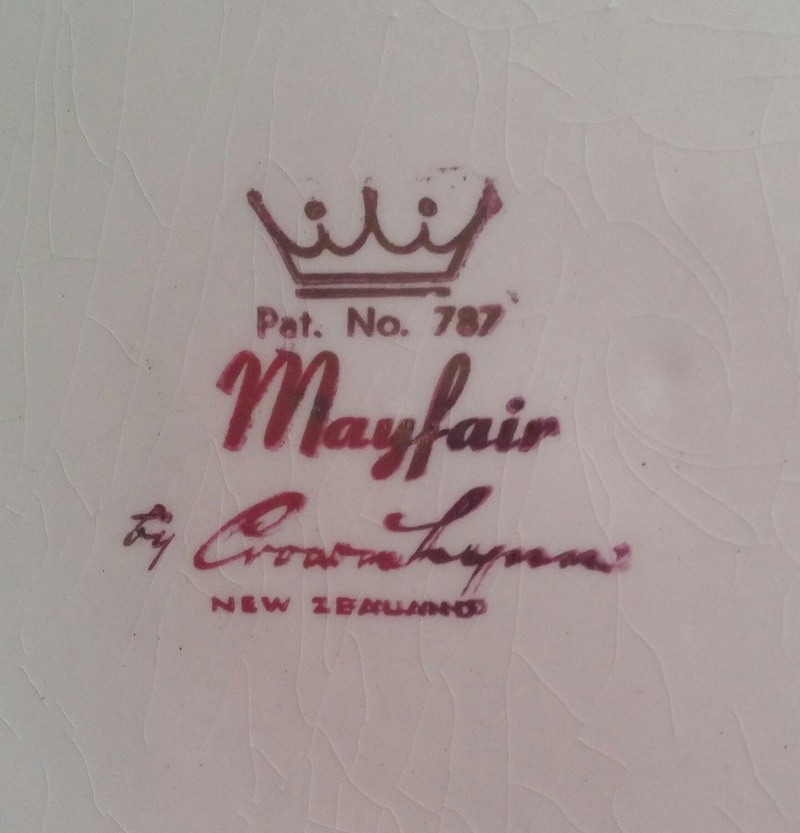 Pat. No. 787
Mayfair
by Crown Lynn
NEW ZEALAND